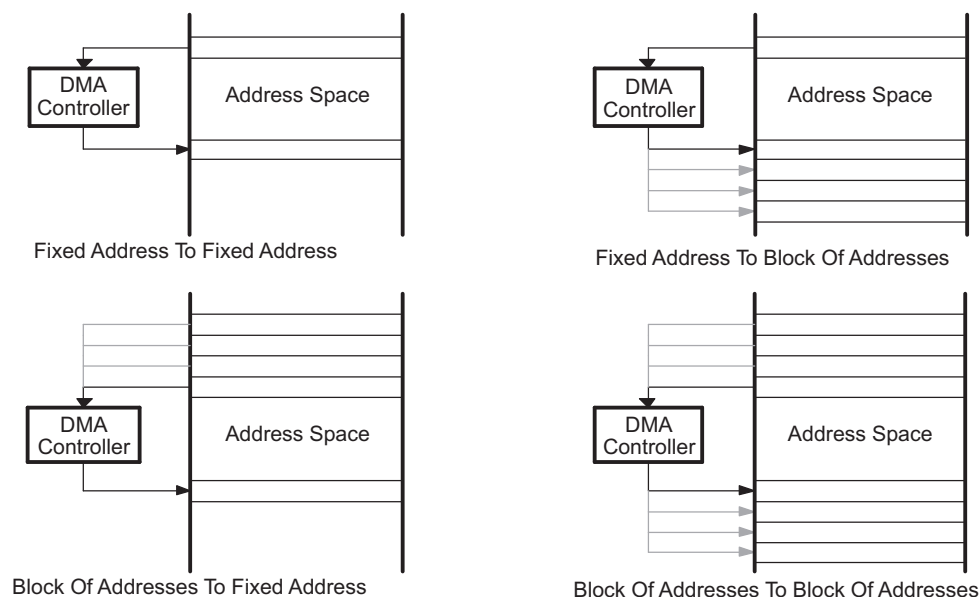 DMA
Controller
Address Space
Fixed Address To Fixed Address
DMA
Controller
Address Space
Fixed Address To Block Of Addresses
DMA
Controller
Address Space
Block Of Addresses To Fixed Address
DMA
Controller
Address Space
Block Of Addresses To Block Of Addresses